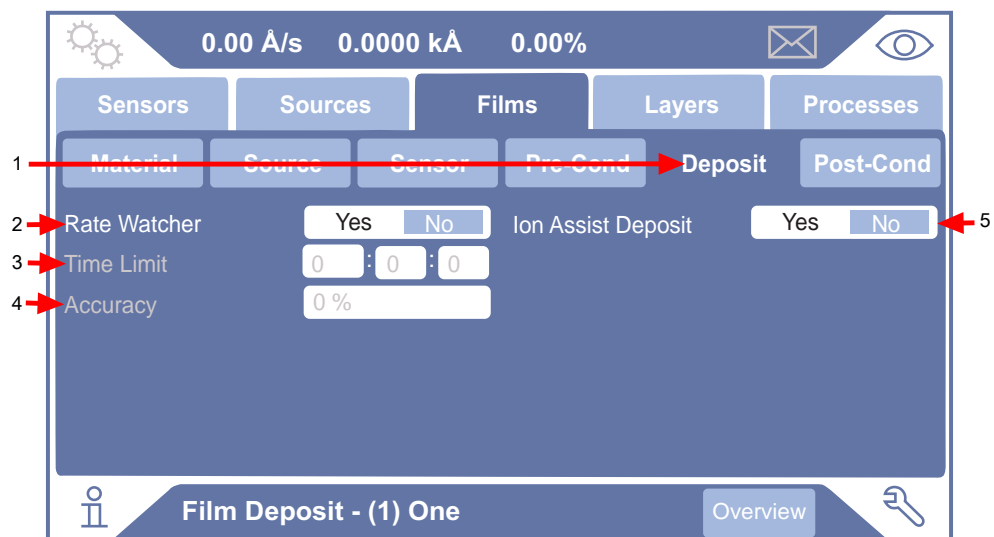 0.00 Å/s 0.0000 kÅ 0.00%
Sensors Sources Films Layers Processes
1 Material Source Sensor Pre-Cond Deposit Post-Cond
2 Rate Watcher Yes No Ion Assist Deposit Yes No 5
3 Time Limit 0 : 0 : 0
4 Accuracy 0 %
Film Deposit - (1) One Overview